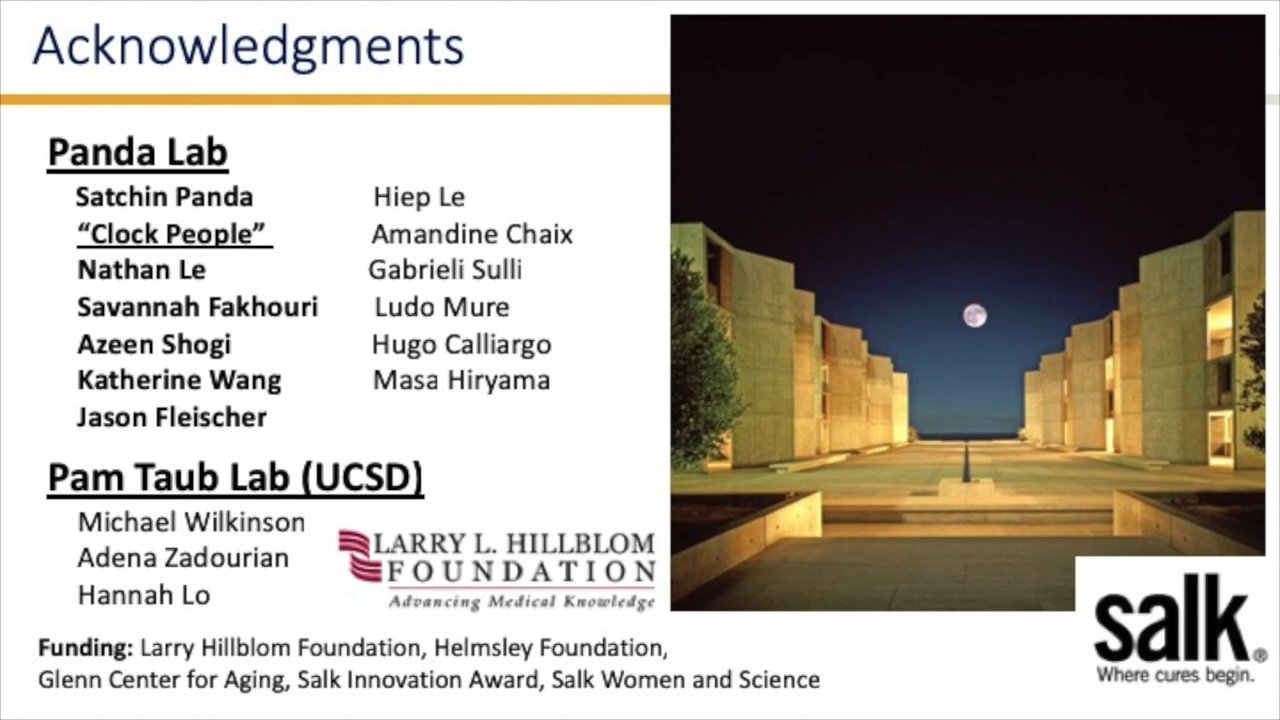 Acknowledgments
Panda Lab
Satchin Panda
“Clock People”
Nathan Le
Savannah Fakhouri
Azeen Shogi
Katherine Wang
Jason Fleischer
Hiep Le
Amandine Chaix
Gabrieli Sulli
Ludo Mure
Hugo Calliargo
Masa Hiryama
Pam Taub Lab (UCSD)
Michael Wilkinson
Adena Zadourian
Hannah Lo
LARRY L. HILLBLOM
FOUNDATION
Advancing Medical Knowledge
Funding: Larry Hillblom Foundation, Helmsley Foundation,
Glenn Center for Aging, Salk Innovation Award, Salk Women and Science
salk®
Where cures begin.